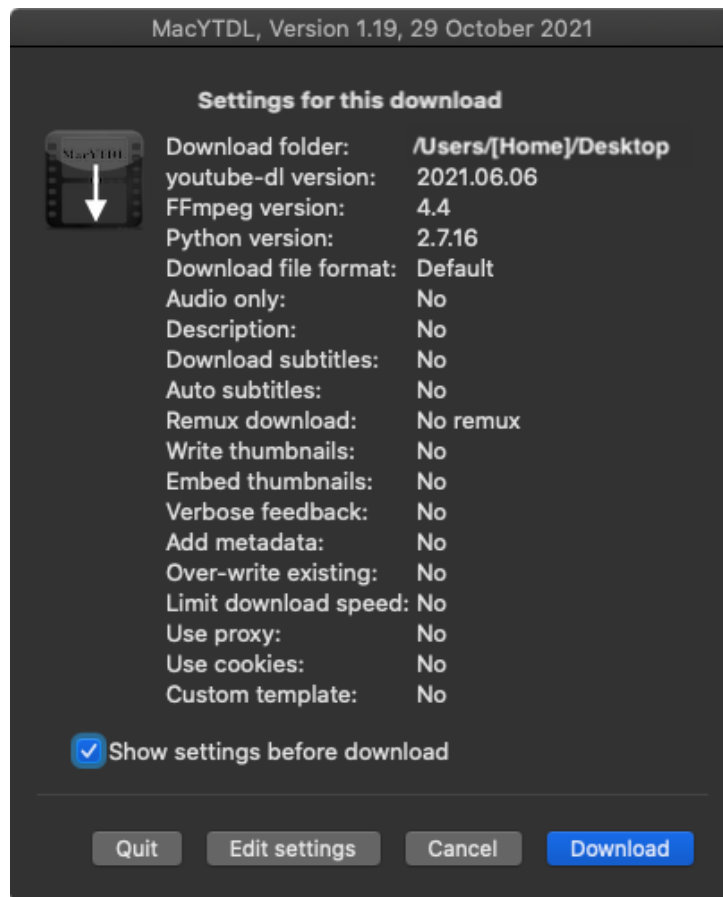 MacYTDL, Version 1.19, 29 October 2021
Settings for this download
MacYTDL
Download folder: /Users/[Home]/Desktop
youtube-dl version: 2021.06.06
FFmpeg version: 4.4
Python version: 2.7.16
Download file format: Default
Audio only: No
Description: No
Download subtitles: No
Auto subtitles: No
Remux download: No remux
Write thumbnails: No
Embed thumbnails: No
Verbose feedback: No
Add metadata: No
Over-write existing: No
Limit download speed: No
Use proxy: No
Use cookies: No
Custom template: No
Show settings before download
Quit Edit settings Cancel Download